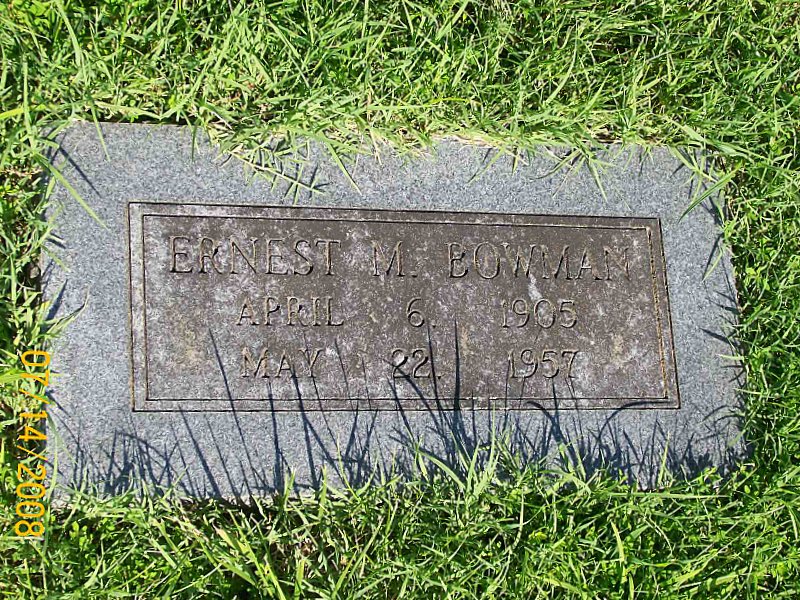 ERNEST M. BOWMAN
APRIL 6. 1905
MAY 22. 1957
07/14/2008